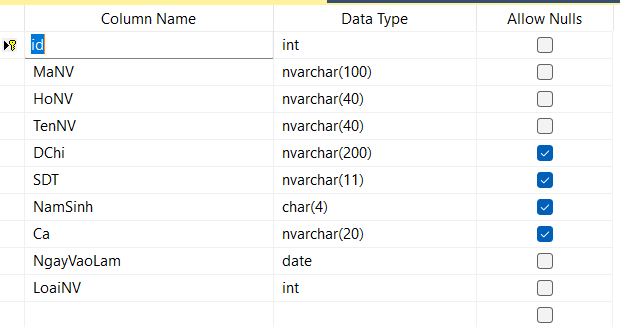 Column Name Data Type Allow Nulls
id int
MaNV nvarchar(100)
HoNV nvarchar(40)
TenNV nvarchar(40)
DChi nvarchar(200)
SDT nvarchar(11)
NamSinh char(4)
Ca nvarchar(20)
NgayVaoLam date
LoaiNV int